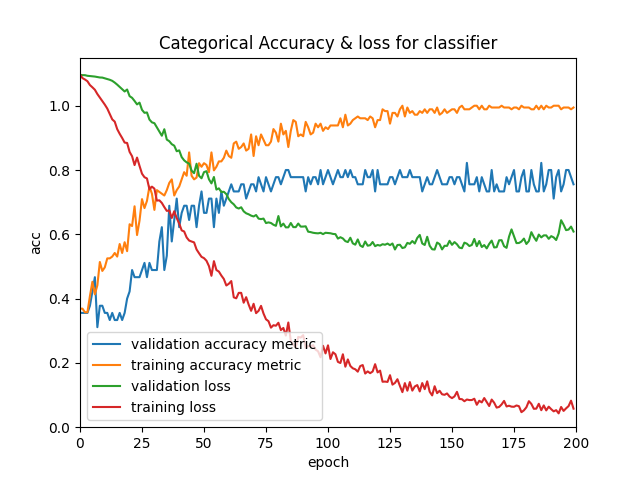 Categorical Accuracy & loss for classifier
acc
1.0
0.8
0.6
0.4
0.2
0.0
validation accuracy metric
training accuracy metric
validation loss
training loss
0 25 50 75 100 125 150 175 200
epoch